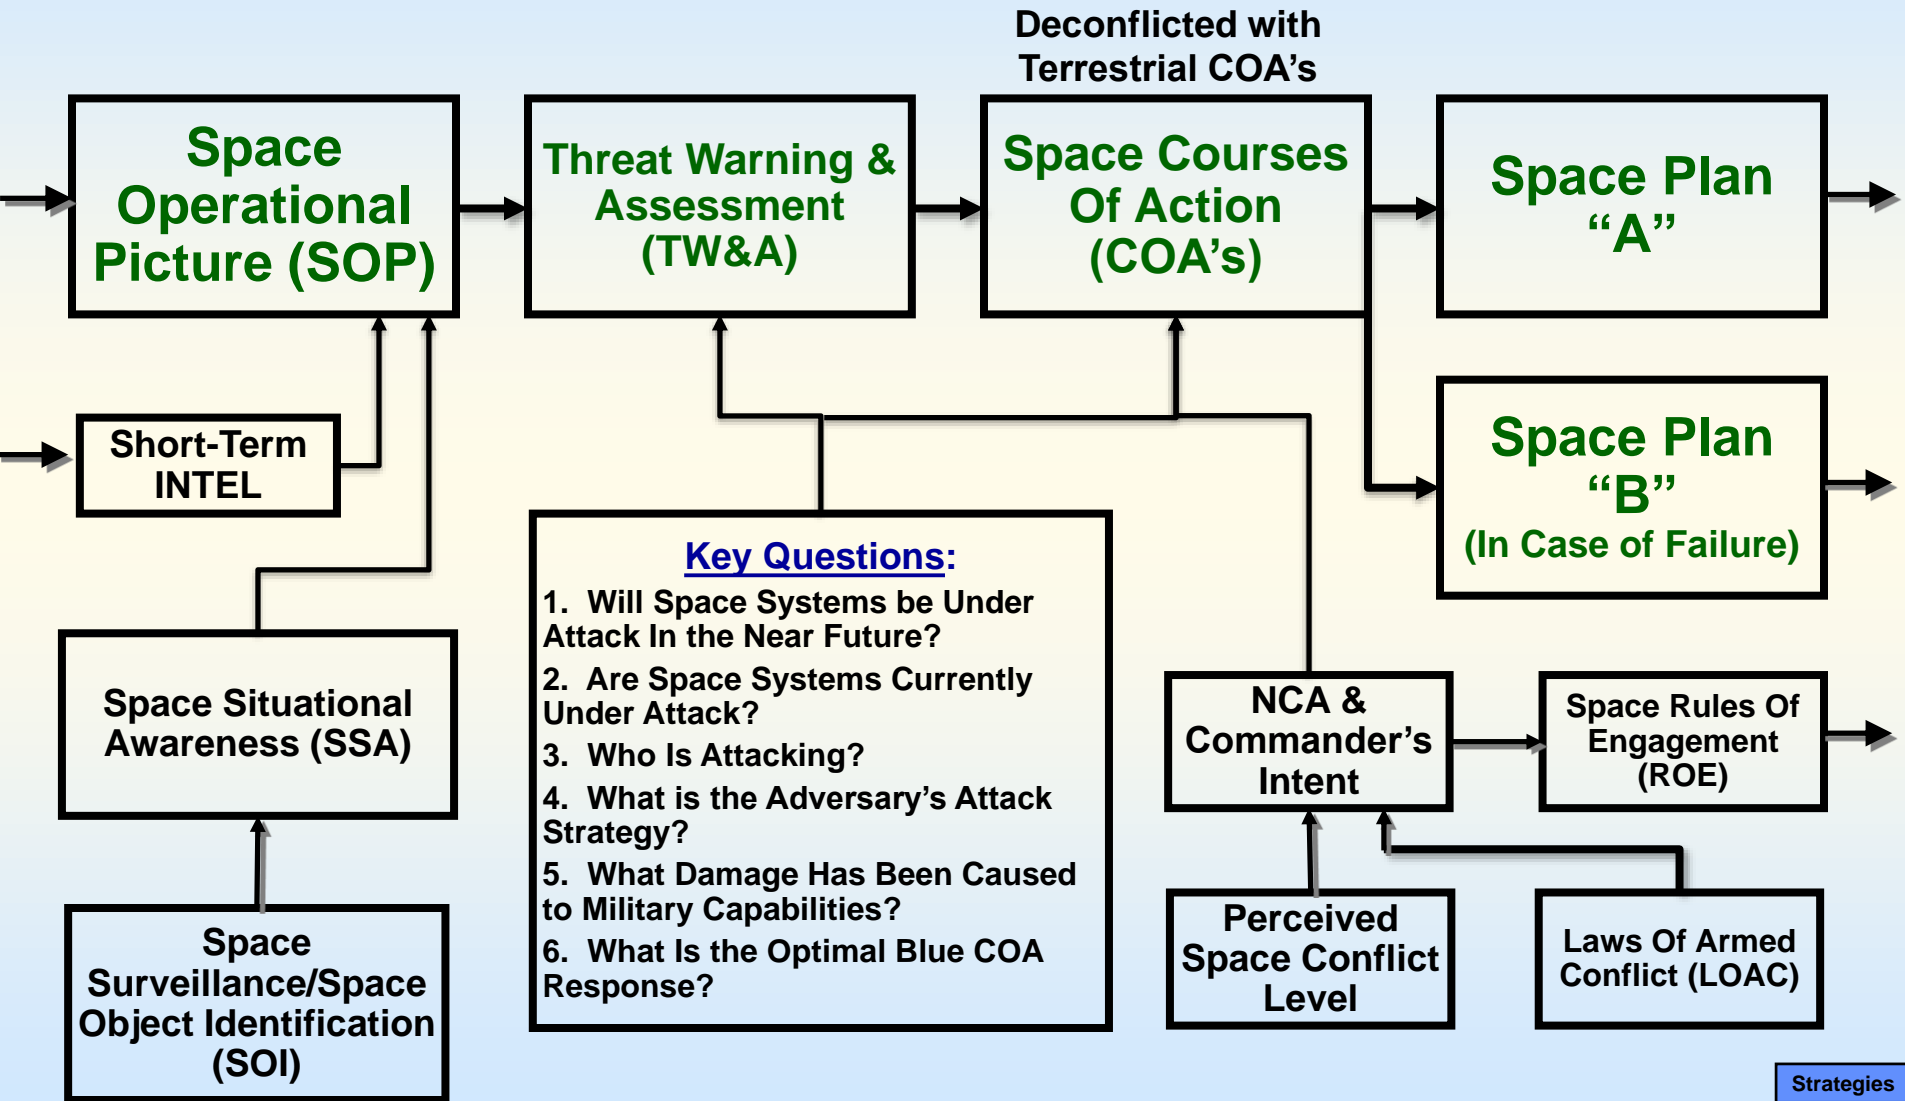 Deconflicted with
Terrestrial COA’s
Space
Operational
Picture (SOP)
Threat Warning &
Assessment
(TW&A)
Space Courses
Of Action
(COA’s)
Space Plan
“A”
Short-Term
INTEL
Space Plan
“B”
(In Case of Failure)
Key Questions:
1. Will Space Systems be Under
Attack In the Near Future?
2. Are Space Systems Currently
Under Attack?
3. Who Is Attacking?
4. What is the Adversary’s Attack
Strategy?
5. What Damage Has Been Caused
to Military Capabilities?
6. What Is the Optimal Blue COA
Response?
Space Situational
Awareness (SSA)
NCA &
Commander’s
Intent
Space Rules Of
Engagement
(ROE)
Space
Surveillance/Space
Object Identification
(SOI)
Perceived
Space Conflict
Level
Laws Of Armed
Conflict (LOAC)
Strategies